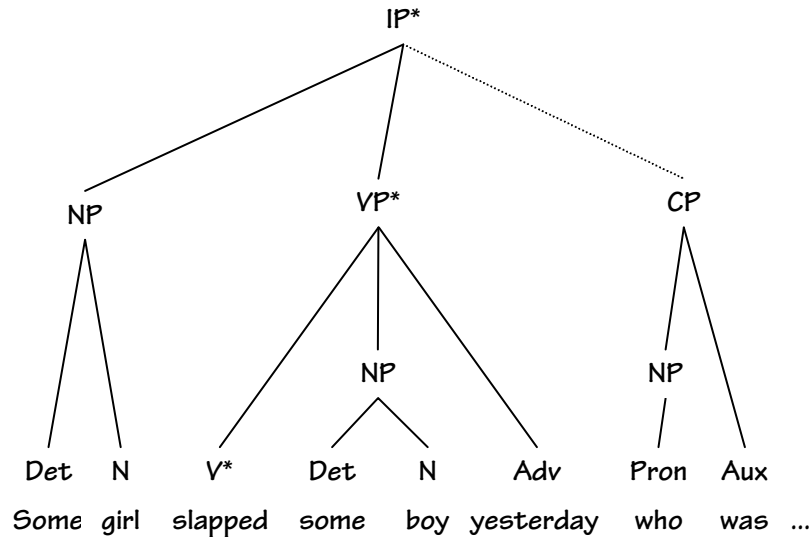 IP*
NP VP* CP
NP NP
Det N V* Det N Adv Pron Aux
Some girl slapped some boy yesterday who was ...